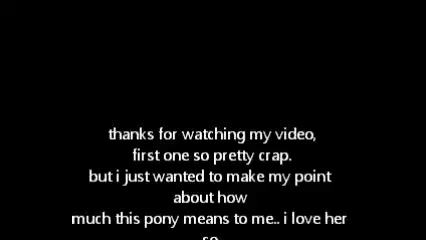 thanks for watching my video,
first one so pretty crap.
but i just wanted to make my point
about how
much this pony means to me.. i love her
so